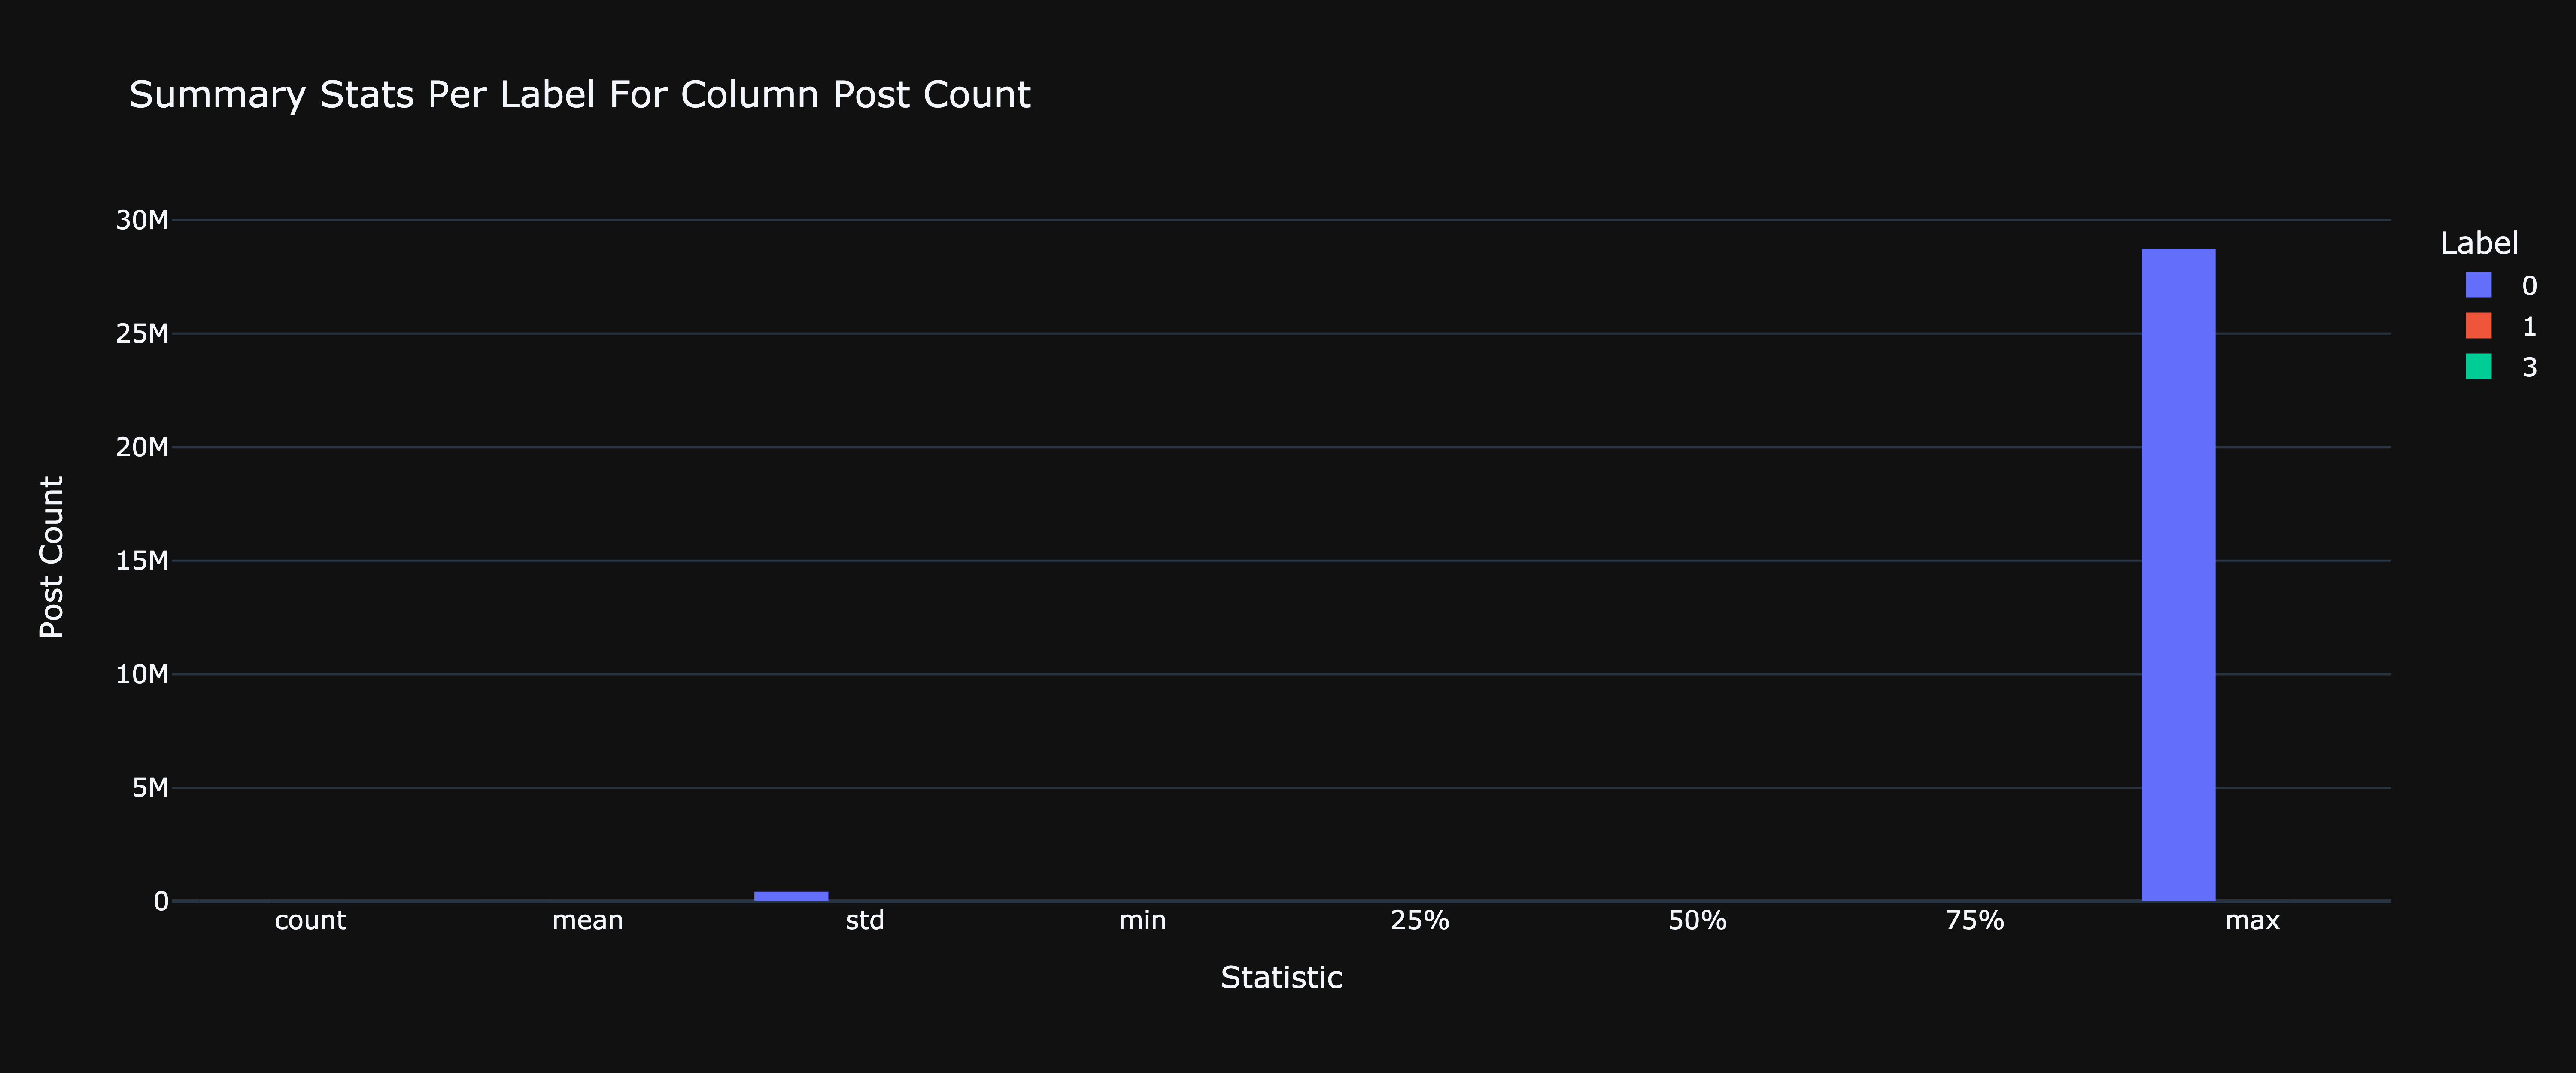 Summary Stats Per Label For Column Post Count
30M
25M
20M
15M
10M
5M
0
Post Count
count mean std min 25% 50% 75% max
Statistic
Label
0
1
3